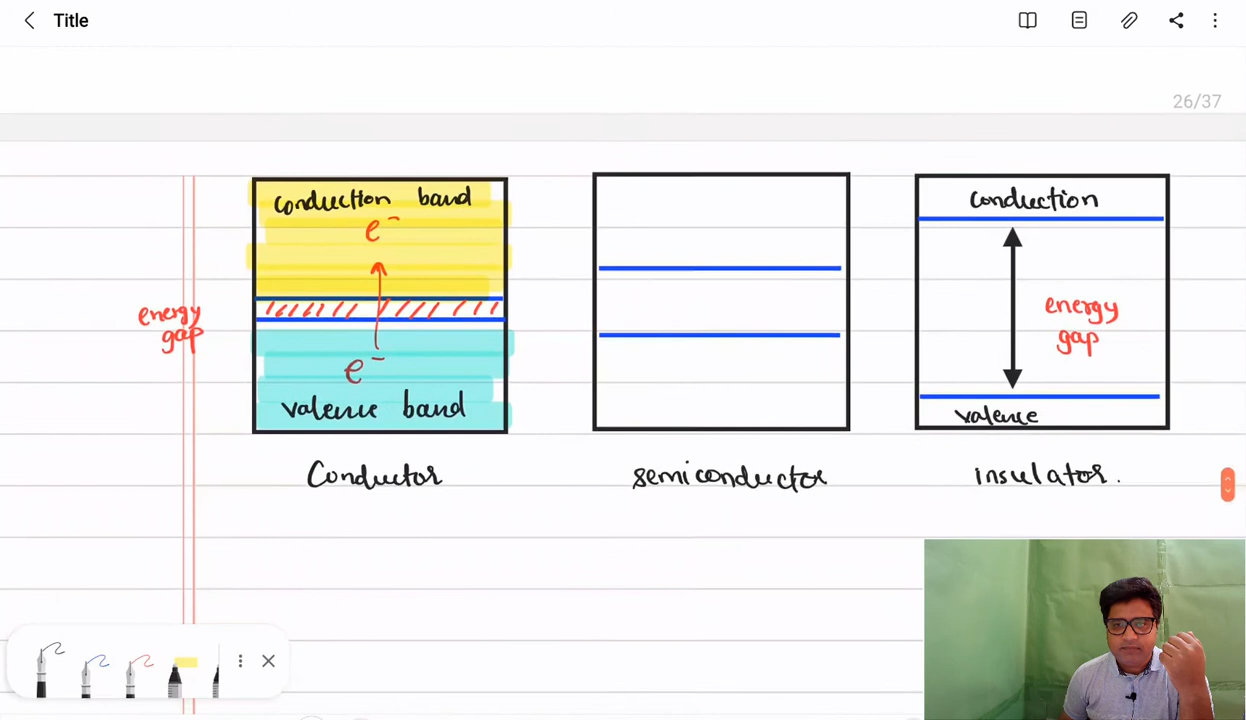 Title
26/37
conduction band
e⁻
energy
gap
e⁻
valence band
Conductor
semiconductor
conduction
energy
gap
valence
insulator.